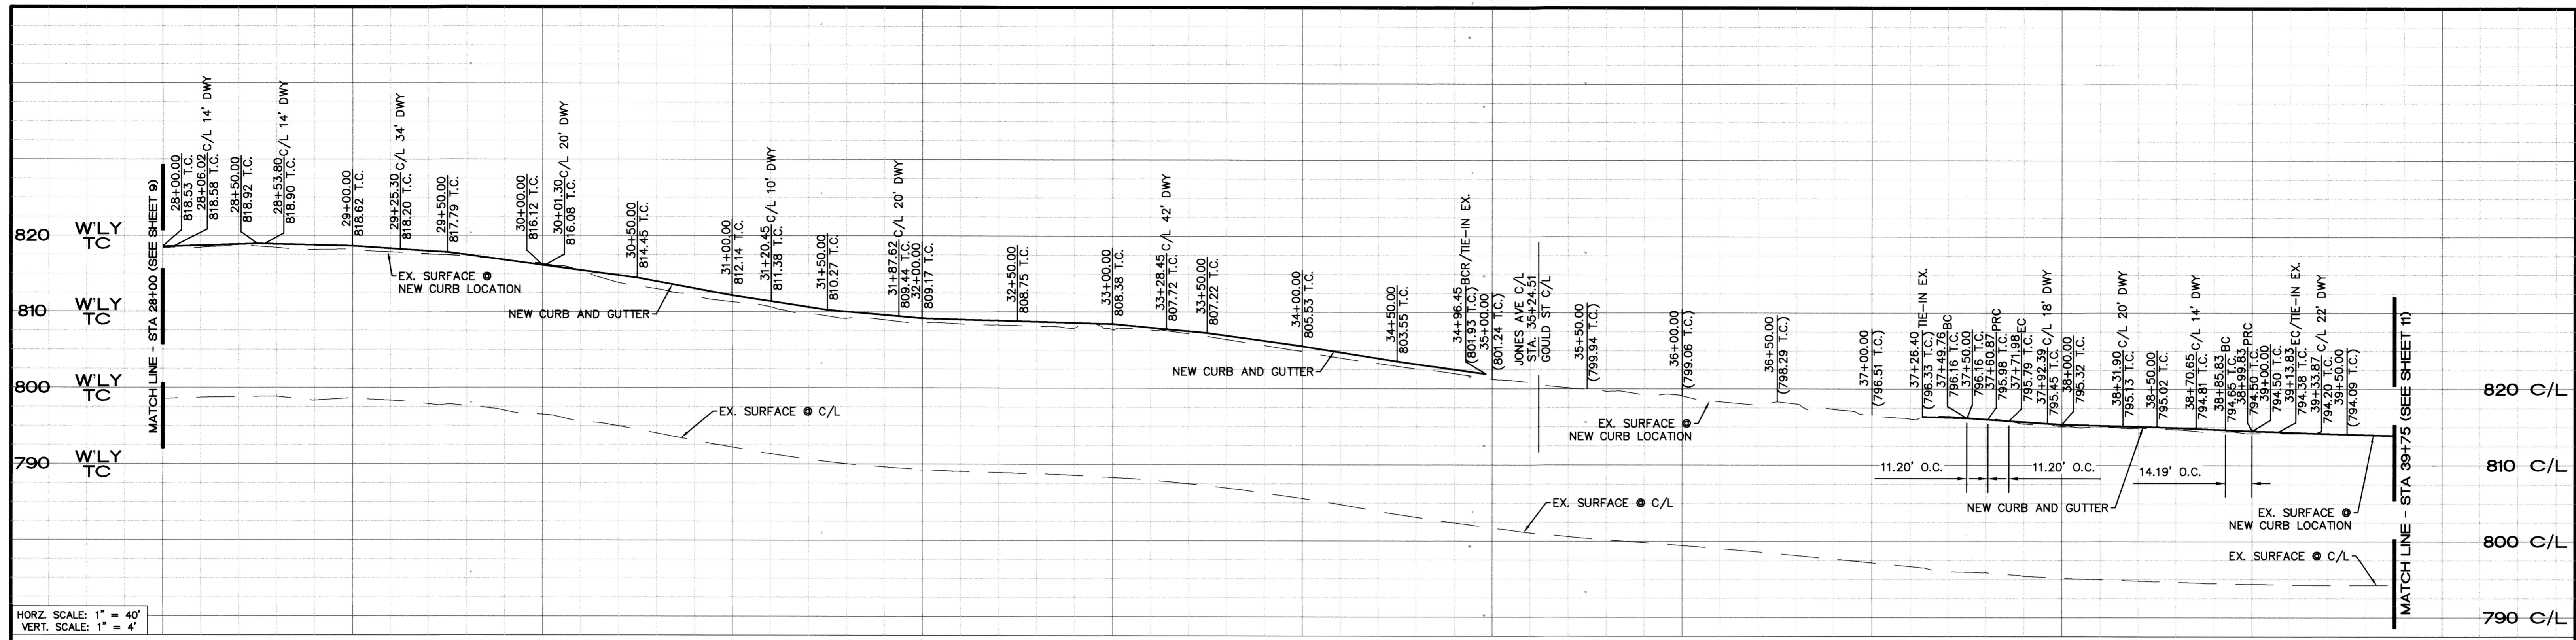 820 W'LY TC
810 W'LY TC
800 W'LY TC
790 W'LY TC
MATCH LINE - STA 28+00 (SEE SHEET 9)
28+00.00
818.53 T.C.
28+06.02 C/L 14' DWY
818.58 T.C.
28+50.00
818.92 T.C.
28+53.80 C/L 14' DWY
818.90 T.C.
29+00.00
818.62 T.C.
29+25.30 C/L 34' DWY
818.20 T.C.
29+50.00
817.79 T.C.
30+00.00
816.12 T.C.
30+01.30 C/L 20' DWY
816.08 T.C.
30+50.00
814.45 T.C.
31+00.00
812.14 T.C.
31+20.45 C/L 10' DWY
811.38 T.C.
31+50.00
810.27 T.C.
31+87.62 C/L 20' DWY
809.44 T.C.
32+00.00
809.17 T.C.
32+50.00
808.75 T.C.
33+00.00
808.38 T.C.
33+28.45 C/L 42' DWY
807.72 T.C.
33+50.00
807.22 T.C.
34+00.00
805.53 T.C.
34+50.00
803.55 T.C.
34+96.45 BCR/TIE-IN EX.
(801.93 T.C.)
35+00.00
(801.24 T.C.)
JONES AVE C/L
STA. 35+24.51
GOULD ST C/L
35+50.00
(799.94 T.C.)
36+00.00
(799.06 T.C.)
36+50.00
(798.29 T.C.)
37+00.00
(796.51 T.C.)
37+26.40 TIE-IN EX.
(796.33 T.C.)
37+49.76 BC
796.16 T.C.
37+50.00
796.16 T.C.
37+60.87 PRC
795.98 T.C.
37+71.98 EC
795.79 T.C.
37+92.39 C/L 18' DWY
795.45 T.C.
38+00.00
795.32 T.C.
38+31.90 C/L 20' DWY
795.13 T.C.
38+50.00
795.02 T.C.
38+70.65 C/L 14' DWY
794.81 T.C.
38+85.83 BC
794.65 T.C.
38+99.83 PRC
794.50 T.C.
39+00.00
794.50 T.C.
39+13.83 EC/TIE-IN EX.
794.38 T.C.
39+33.87 C/L 22' DWY
794.20 T.C.
39+50.00
(794.09 T.C.)
EX. SURFACE @
NEW CURB LOCATION
NEW CURB AND GUTTER
EX. SURFACE @ C/L
NEW CURB AND GUTTER
EX. SURFACE @ C/L
EX. SURFACE @
NEW CURB LOCATION
11.20' O.C.
11.20' O.C.
14.19' O.C.
NEW CURB AND GUTTER
EX. SURFACE @
NEW CURB LOCATION
EX. SURFACE @ C/L
MATCH LINE - STA 39+75 (SEE SHEET 11)
820 C/L
810 C/L
800 C/L
790 C/L
HORZ. SCALE: 1" = 40'
VERT. SCALE: 1" = 4'